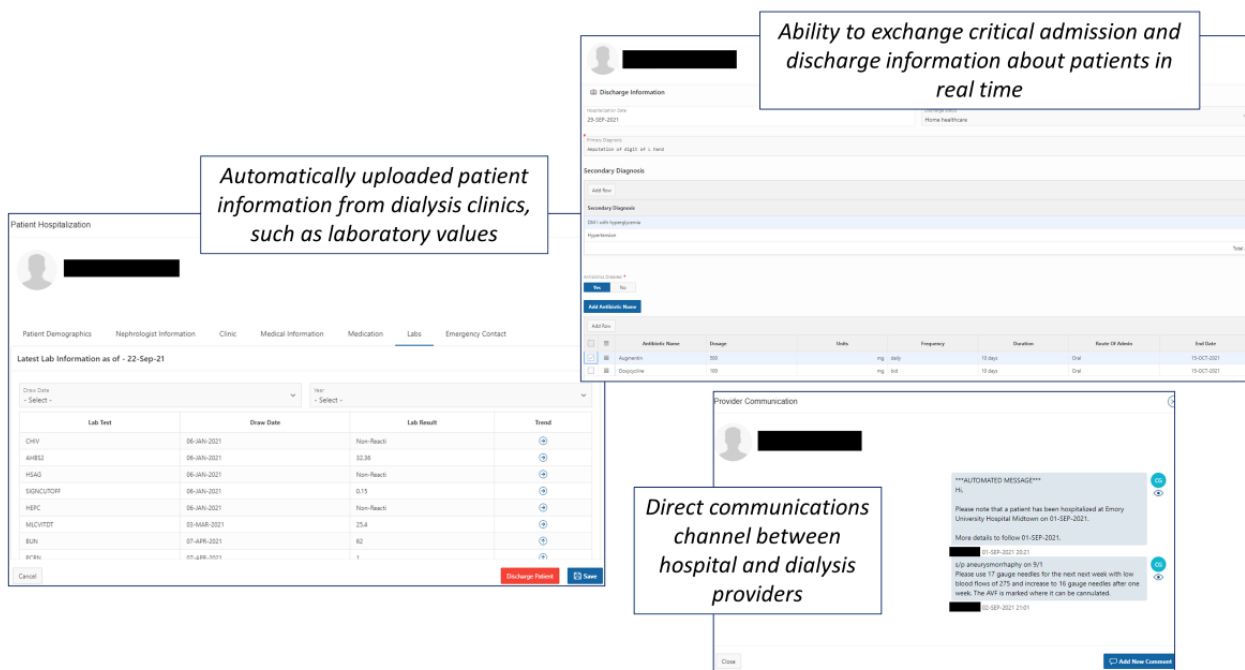 Ability to exchange critical admission and
discharge information about patients in
real time
Discharge Information
Hospitalization Date
29-SEP-2021
Home healthcare
Primary Diagnosis
Amputation of digit of L hand
Secondary Diagnosis
Add Row
Secondary Diagnosis
DM1 with hyperglycemia
Hypertension
Total
Yes No
Add Antibiotic Name
Add Row
Antibiotic Name Dosage Units Frequency Duration Route Of Admin End Date
Augmentin 500 mg daily 10 days Oral 15-OCT-2021
Doxycycline 100 mg bid 10 days Oral 15-OCT-2021
Automatically uploaded patient
information from dialysis clinics,
such as laboratory values
Patient Hospitalization
Patient Demographics Nephrologist Information Clinic Medical Information Medication Labs Emergency Contact
Latest Lab Information as of - 22-Sep-21
Draw Date Year
- Select - - Select -
Lab Test Draw Date Lab Result Trend
CHIV 06-JAN-2021 Non-Reacti
AHBS2 06-JAN-2021 32.36
HSAG 06-JAN-2021 Non-Reacti
SIGNCUTOFF 06-JAN-2021 0.15
HEPC 06-JAN-2021 Non-Reacti
MLCVITDT 03-MAR-2021 25.4
BUN 07-APR-2021 62
Cancel Discharge Patient Save
Direct communications
channel between
hospital and dialysis
providers
Provider Communication
***AUTOMATED MESSAGE*** CG
Hi,
Please note that a patient has been hospitalized at Emory
University Hospital Midtown on 01-SEP-2021.
More details to follow 01-SEP-2021.
01-SEP-2021 20:21
s/p aneurysmorrhaphy on 9/1 CG
Please use 17 gauge needles for the next next week with low
blood flows of 275 and increase to 16 gauge needles after one
week. The AVF is marked where it can be cannulated.
02-SEP-2021 21:01
Close Add New Comment